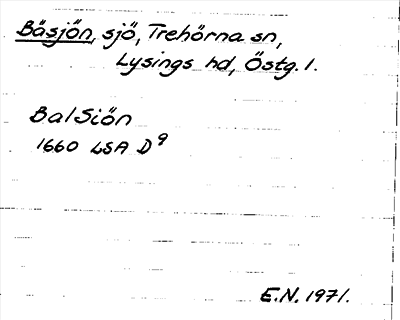 Båsjön, sjö, Trehörna sn,
Lysings hd, Östg. l.
BalSiön
1660 LSA D⁹
E.N. 1971.